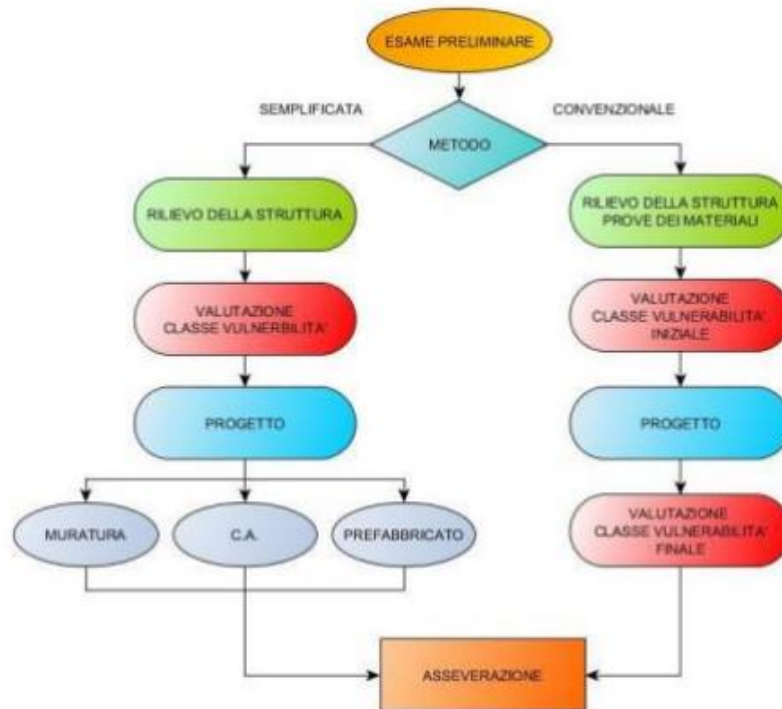 ESAME PRELIMINARE
SEMPLIFICATA
CONVENZIONALE
METODO
RILIEVO DELLA STRUTTURA
RILIEVO DELLA STRUTTURA
PROVE DEI MATERIALI
VALUTAZIONE
CLASSE VULNERBILITA'
VALUTAZIONE
CLASSE VULNERABILITA'
INIZIALE
PROGETTO
PROGETTO
MURATURA
C.A.
PREFABBRICATO
VALUTAZIONE
CLASSE VULNERABILITA'
FINALE
ASSEVERAZIONE